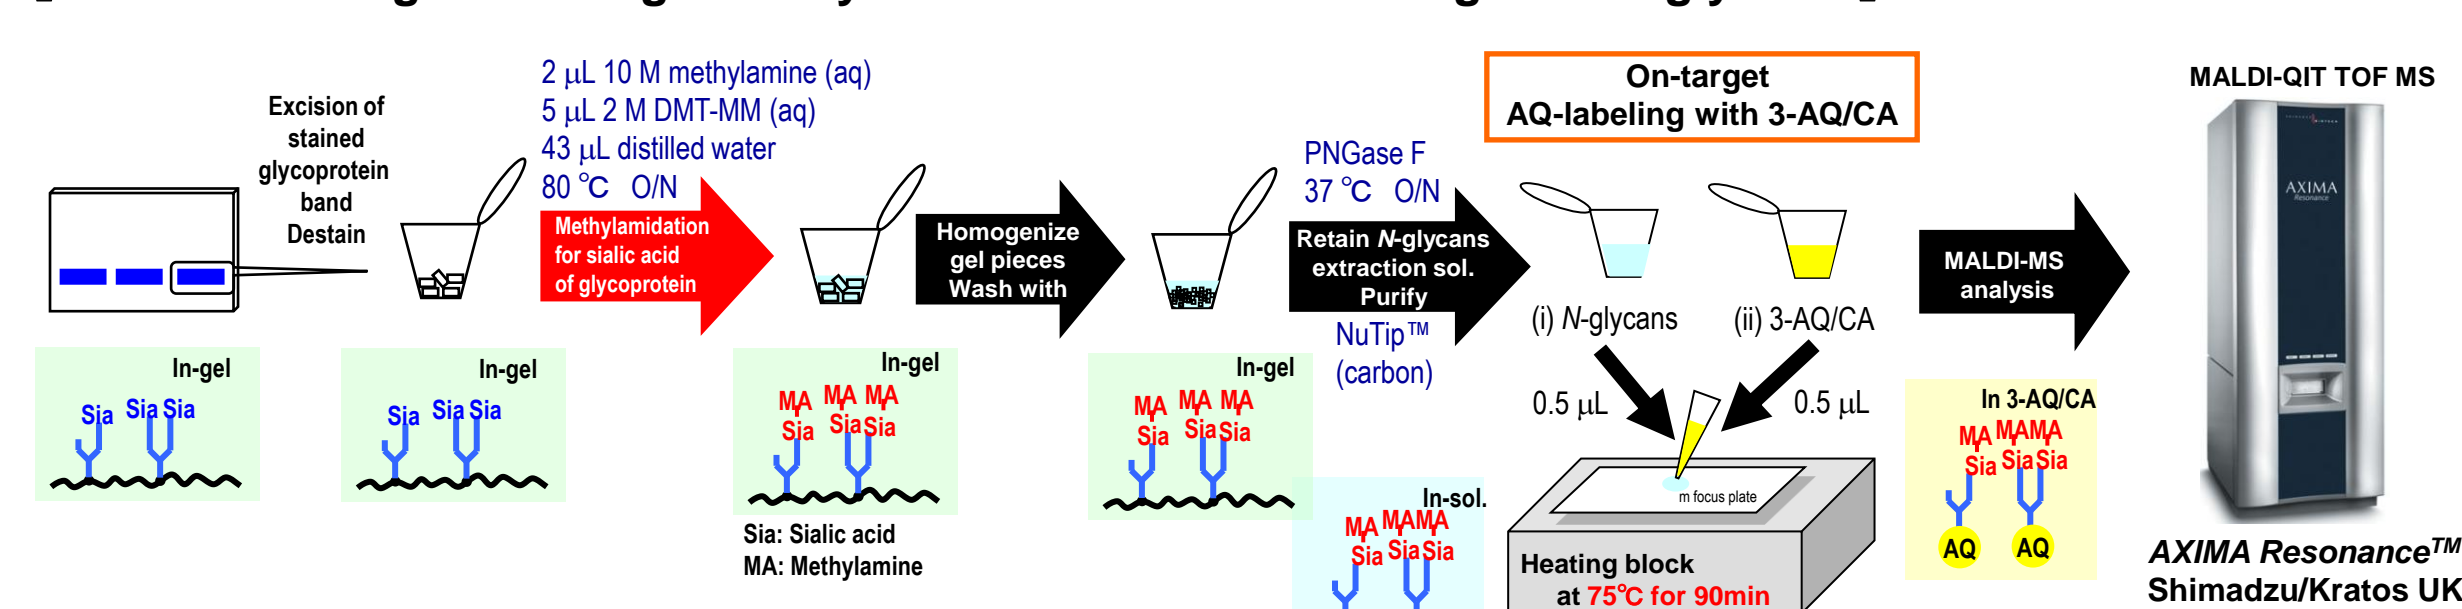 Excision of
stained
glycoprotein
band
Destain
2 μL 10 M methylamine (aq)
5 μL 2 M DMT-MM (aq)
43 μL distilled water
80 ℃ O/N
Methylamidation
for sialic acid
of glycoprotein
Homogenize
gel pieces
Wash with
PNGase F
37 ℃ O/N
Retain N-glycans
extraction sol.
Purify
NuTip™
(carbon)
On-target
AQ-labeling with 3-AQ/CA
(i) N-glycans
(ii) 3-AQ/CA
0.5 μL
0.5 μL
m focus plate
Heating block
at 75℃ for 90min
MALDI-MS
analysis
MALDI-QIT TOF MS
AXIMA
Resonance
AXIMA Resonance™
Shimadzu/Kratos UK
In-gel
Sia Sia Sia
In-gel
Sia Sia Sia
In-gel
MA MA MA
Sia Sia Sia
Sia: Sialic acid
MA: Methylamine
In-gel
MA MA MA
Sia Sia Sia
In-sol.
MA MA MA
Sia Sia Sia
In 3-AQ/CA
MA MA MA
Sia Sia Sia
AQ AQ